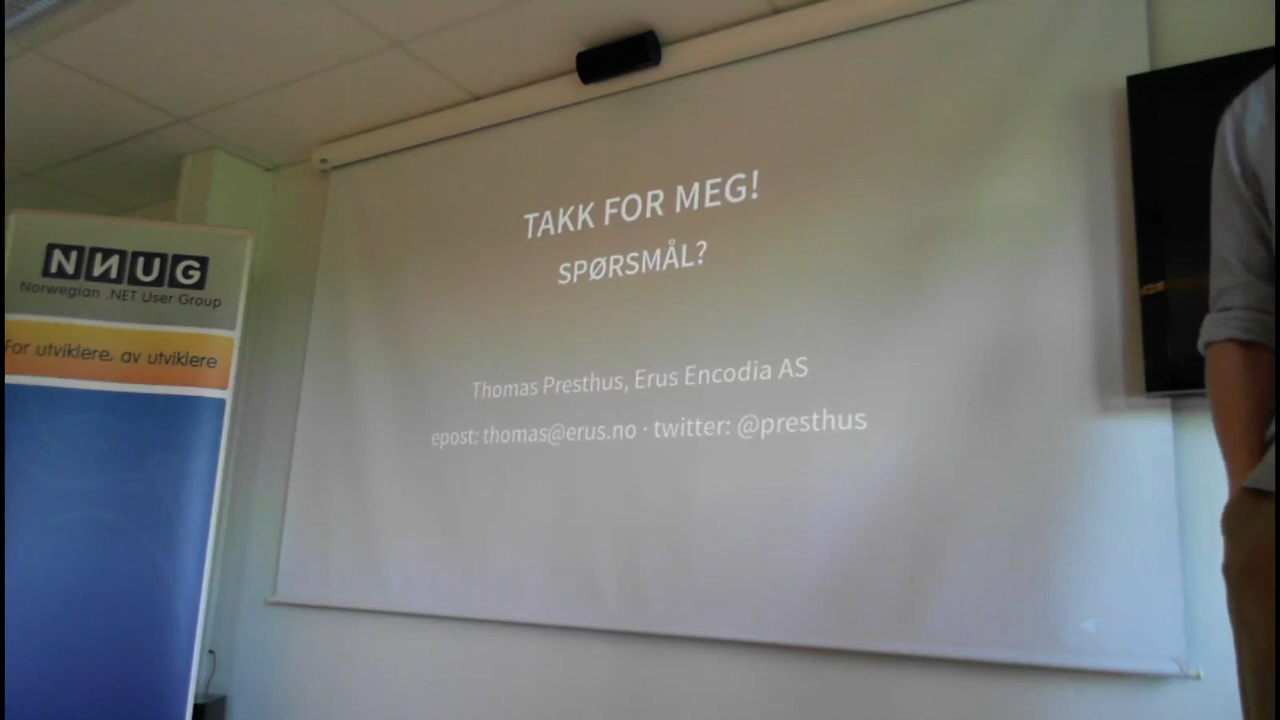 NNUG
Norwegian .NET User Group
For utviklere, av utviklere
TAKK FOR MEG!
SPØRSMÅL?
Thomas Presthus, Erus Encodia AS
epost: thomas@erus.no · twitter: @presthus